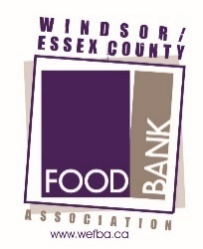 WINDSOR/
ESSEX COUNTY
FOOD
BANK
ASSOCIATION
www.wefba.ca